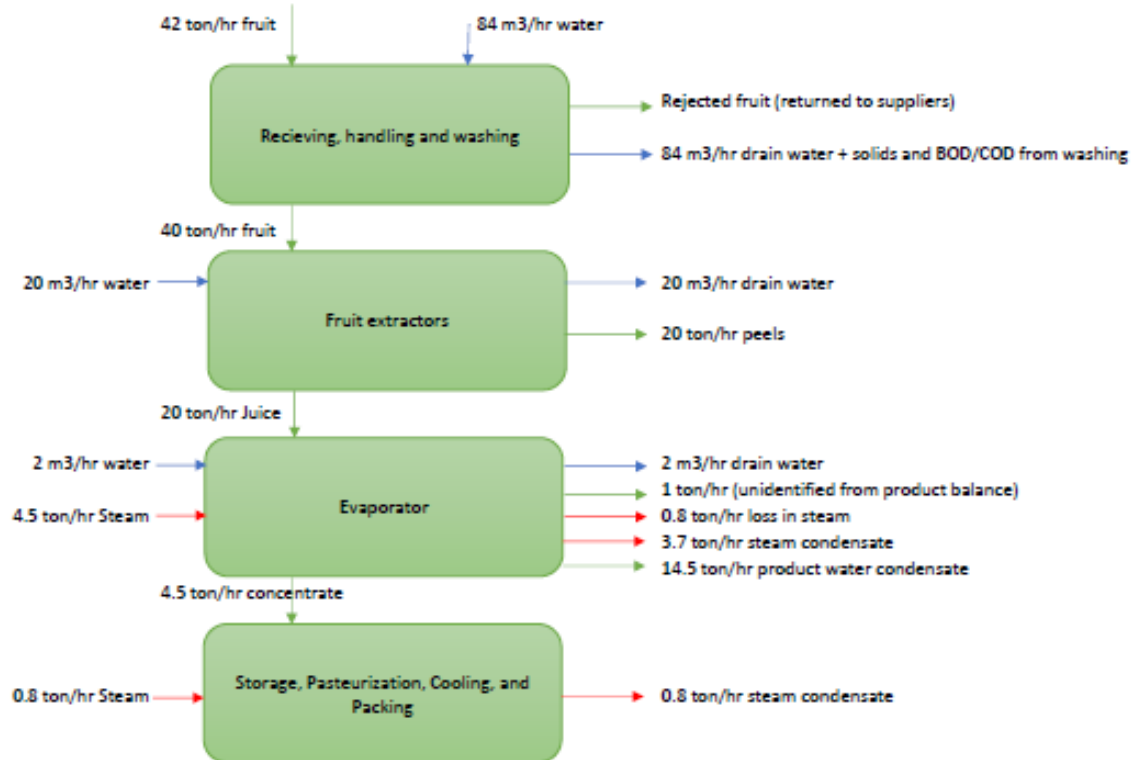 42 ton/hr fruit
84 m3/hr water
Recieving, handling and washing
Rejected fruit (returned to suppliers)
84 m3/hr drain water + solids and BOD/COD from washing
40 ton/hr fruit
20 m3/hr water
Fruit extractors
20 m3/hr drain water
20 ton/hr peels
20 ton/hr Juice
2 m3/hr water
4.5 ton/hr Steam
Evaporator
2 m3/hr drain water
1 ton/hr (unidentified from product balance)
0.8 ton/hr loss in steam
3.7 ton/hr steam condensate
14.5 ton/hr product water condensate
4.5 ton/hr concentrate
0.8 ton/hr Steam
Storage, Pasteurization, Cooling, and
Packing
0.8 ton/hr steam condensate